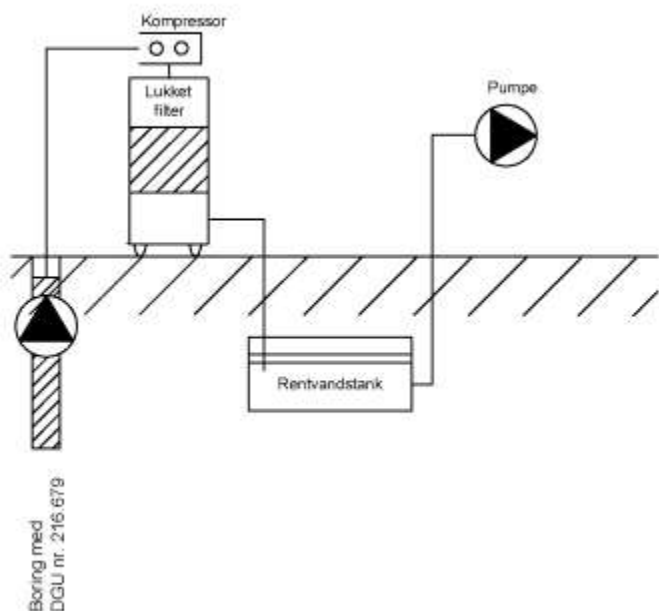 Kompressor
Lukket
filter
Pumpe
Rentvandstank
Boring med
DGU nr. 216.679